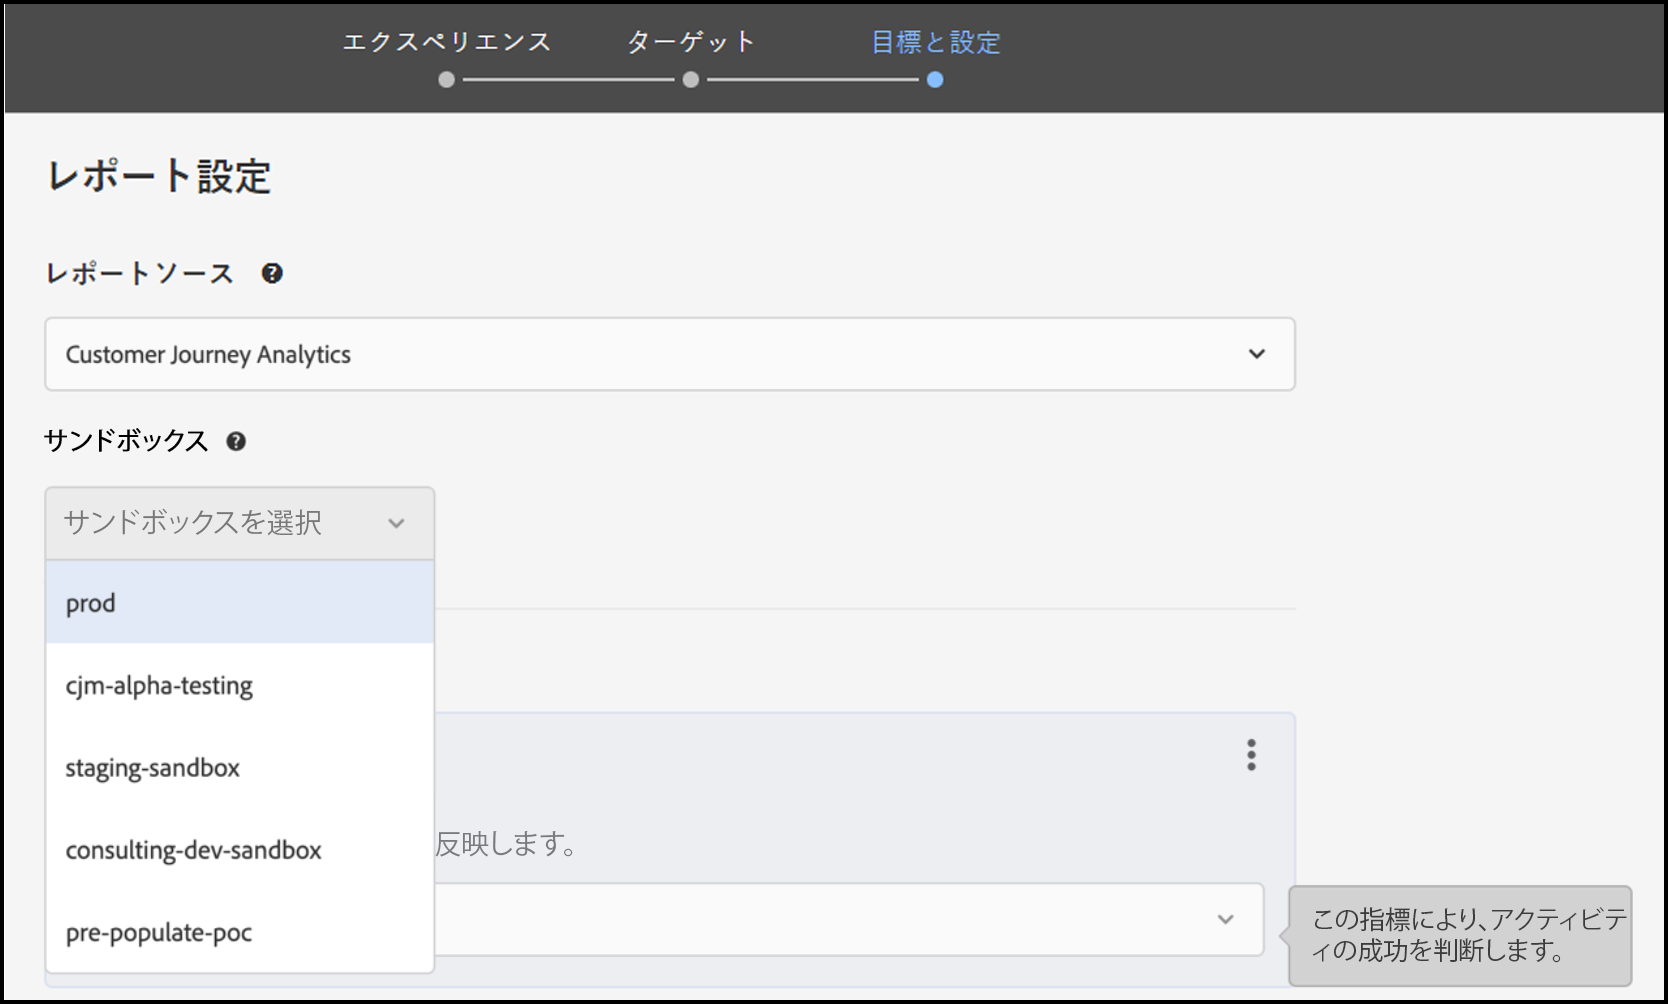 エクスペリエンス ターゲット 目標と設定
レポート設定
レポートソース ?
Customer Journey Analytics
サンドボックス ?
サンドボックスを選択
prod
cjm-alpha-testing
staging-sandbox
consulting-dev-sandbox
反映します。
pre-populate-poc
この指標により、アクティビテ
ィの成功を判断します。